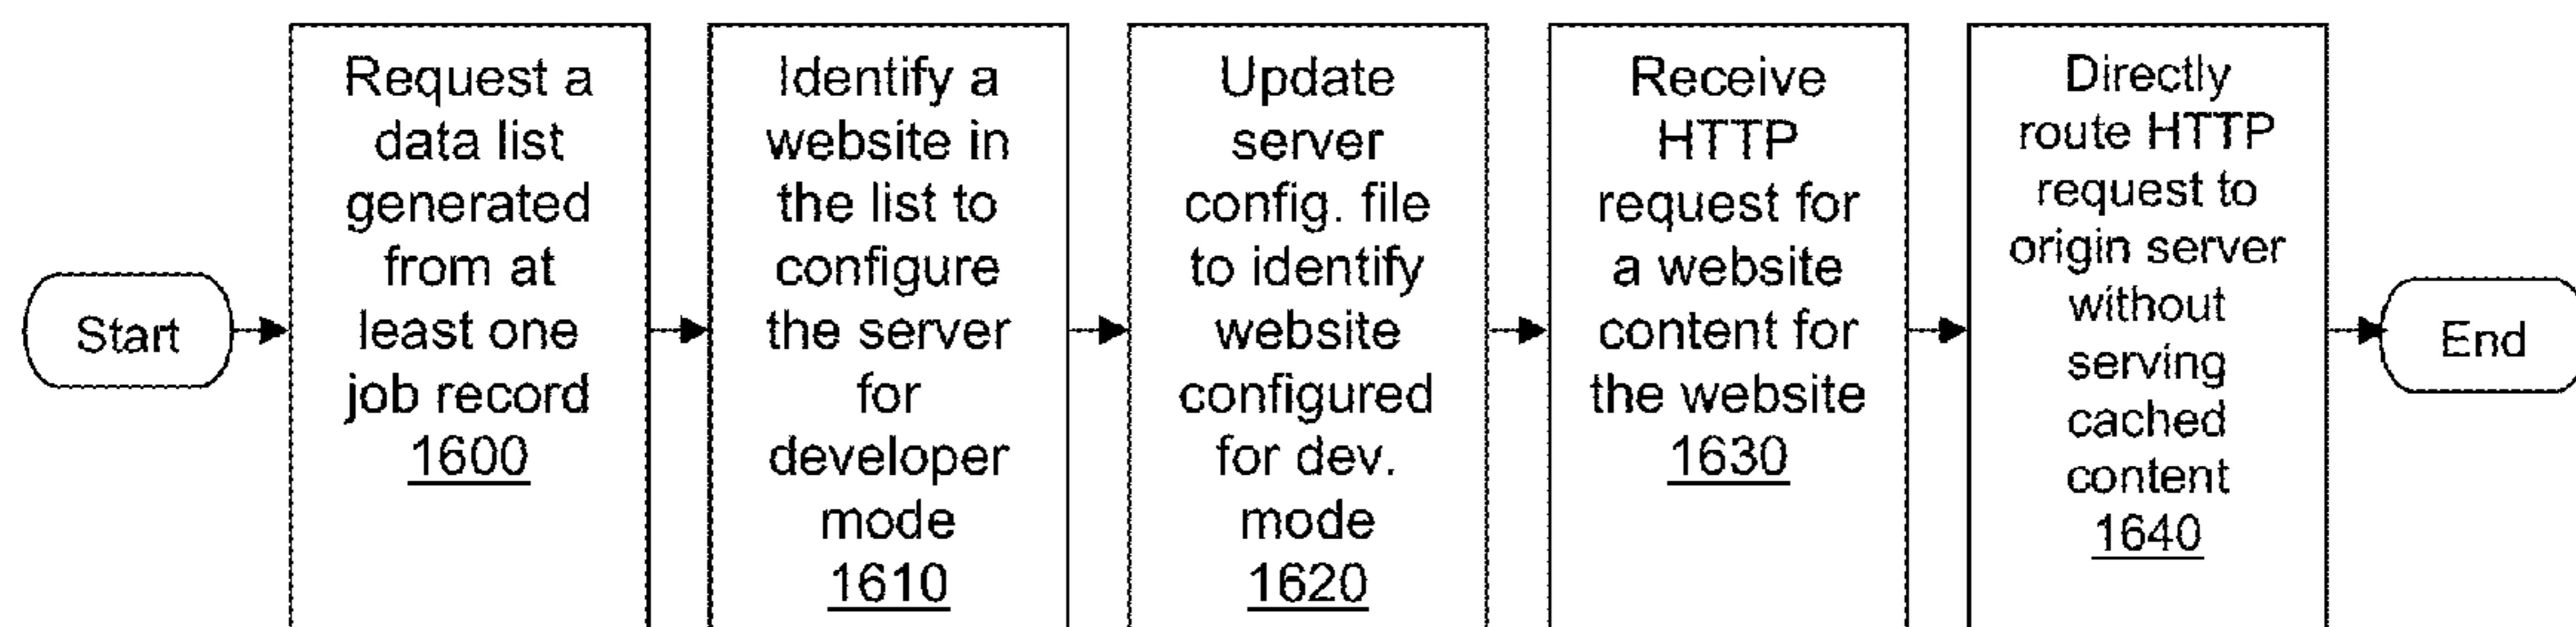 Start
Request a
data list
generated
from at
least one
job record
1600
Identify a
website in
the list to
configure
the server
for
developer
mode
1610
Update
server
config. file
to identify
website
configured
for dev.
mode
1620
Receive
HTTP
request for
a website
content for
the website
1630
Directly
route HTTP
request to
origin server
without
serving
cached
content
1640
End